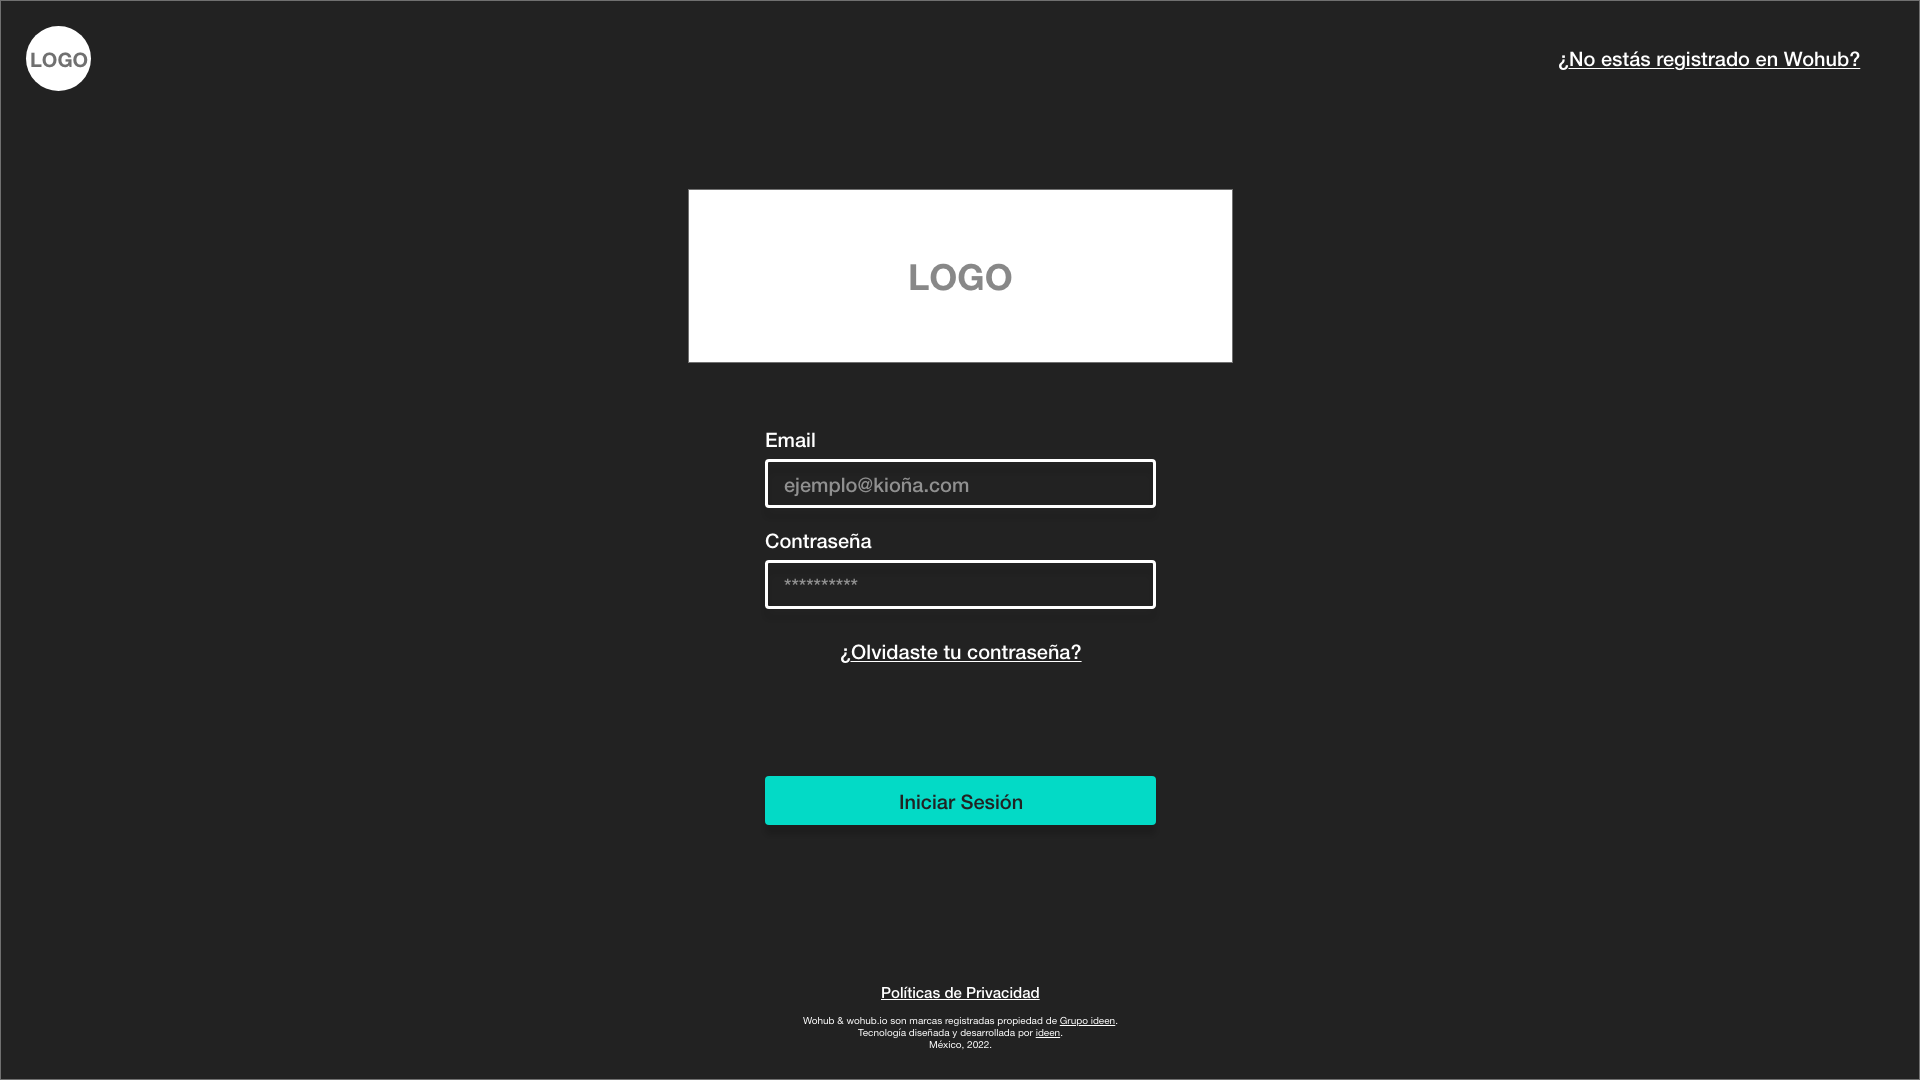 LOGO
¿No estás registrado en Wohub?
LOGO
Email
ejemplo@kioña.com
Contraseña
**********
¿Olvidaste tu contraseña?
Iniciar Sesión
Políticas de Privacidad
Wohub & wohub.io son marcas registradas propiedad de Grupo ideen.
Tecnología diseñada y desarrollada por ideen.
México, 2022.